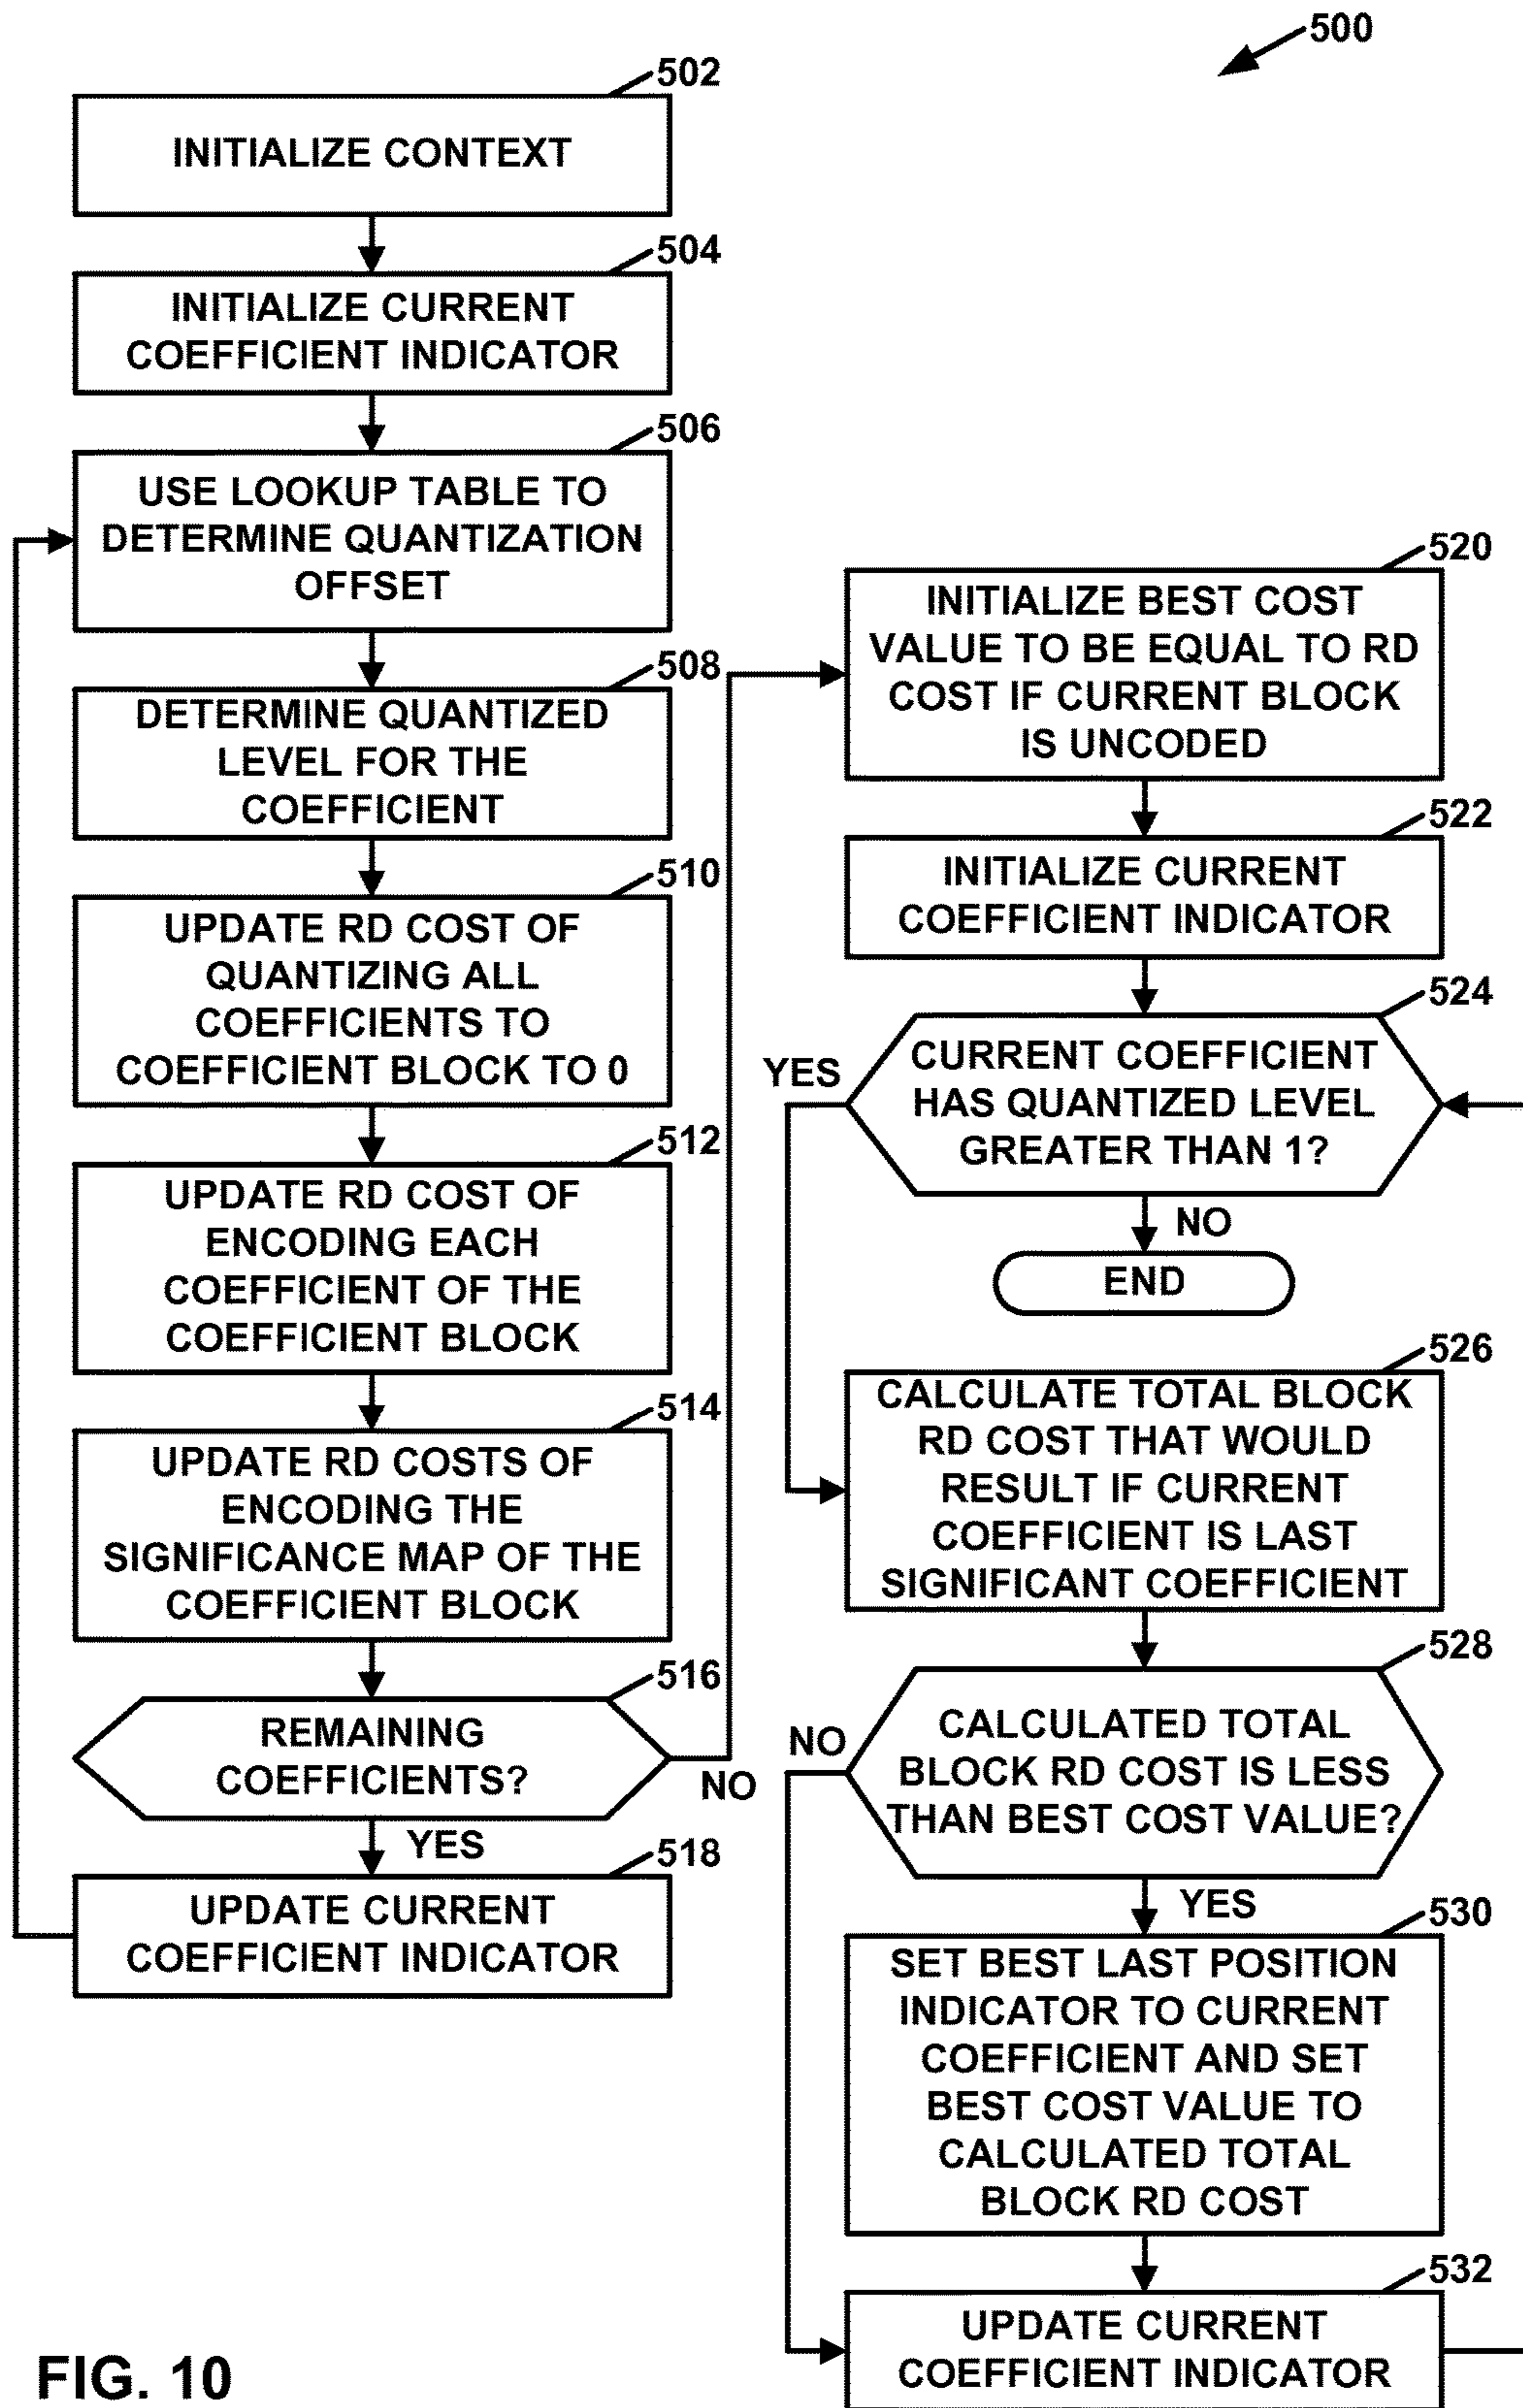 500
502
INITIALIZE CONTEXT
504
INITIALIZE CURRENT
COEFFICIENT INDICATOR
506
USE LOOKUP TABLE TO
DETERMINE QUANTIZATION
OFFSET
508
DETERMINE QUANTIZED
LEVEL FOR THE
COEFFICIENT
510
UPDATE RD COST OF
QUANTIZING ALL
COEFFICIENTS TO
COEFFICIENT BLOCK TO 0
512
UPDATE RD COST OF
ENCODING EACH
COEFFICIENT OF THE
COEFFICIENT BLOCK
514
UPDATE RD COSTS OF
ENCODING THE
SIGNIFICANCE MAP OF THE
COEFFICIENT BLOCK
516
REMAINING
COEFFICIENTS?
NO
YES
518
UPDATE CURRENT
COEFFICIENT INDICATOR
520
INITIALIZE BEST COST
VALUE TO BE EQUAL TO RD
COST IF CURRENT BLOCK
IS UNCODED
522
INITIALIZE CURRENT
COEFFICIENT INDICATOR
524
YES
CURRENT COEFFICIENT
HAS QUANTIZED LEVEL
GREATER THAN 1?
NO
END
526
CALCULATE TOTAL BLOCK
RD COST THAT WOULD
RESULT IF CURRENT
COEFFICIENT IS LAST
SIGNIFICANT COEFFICIENT
528
NO
CALCULATED TOTAL
BLOCK RD COST IS LESS
THAN BEST COST VALUE?
YES
530
SET BEST LAST POSITION
INDICATOR TO CURRENT
COEFFICIENT AND SET
BEST COST VALUE TO
CALCULATED TOTAL
BLOCK RD COST
532
UPDATE CURRENT
COEFFICIENT INDICATOR
FIG. 10